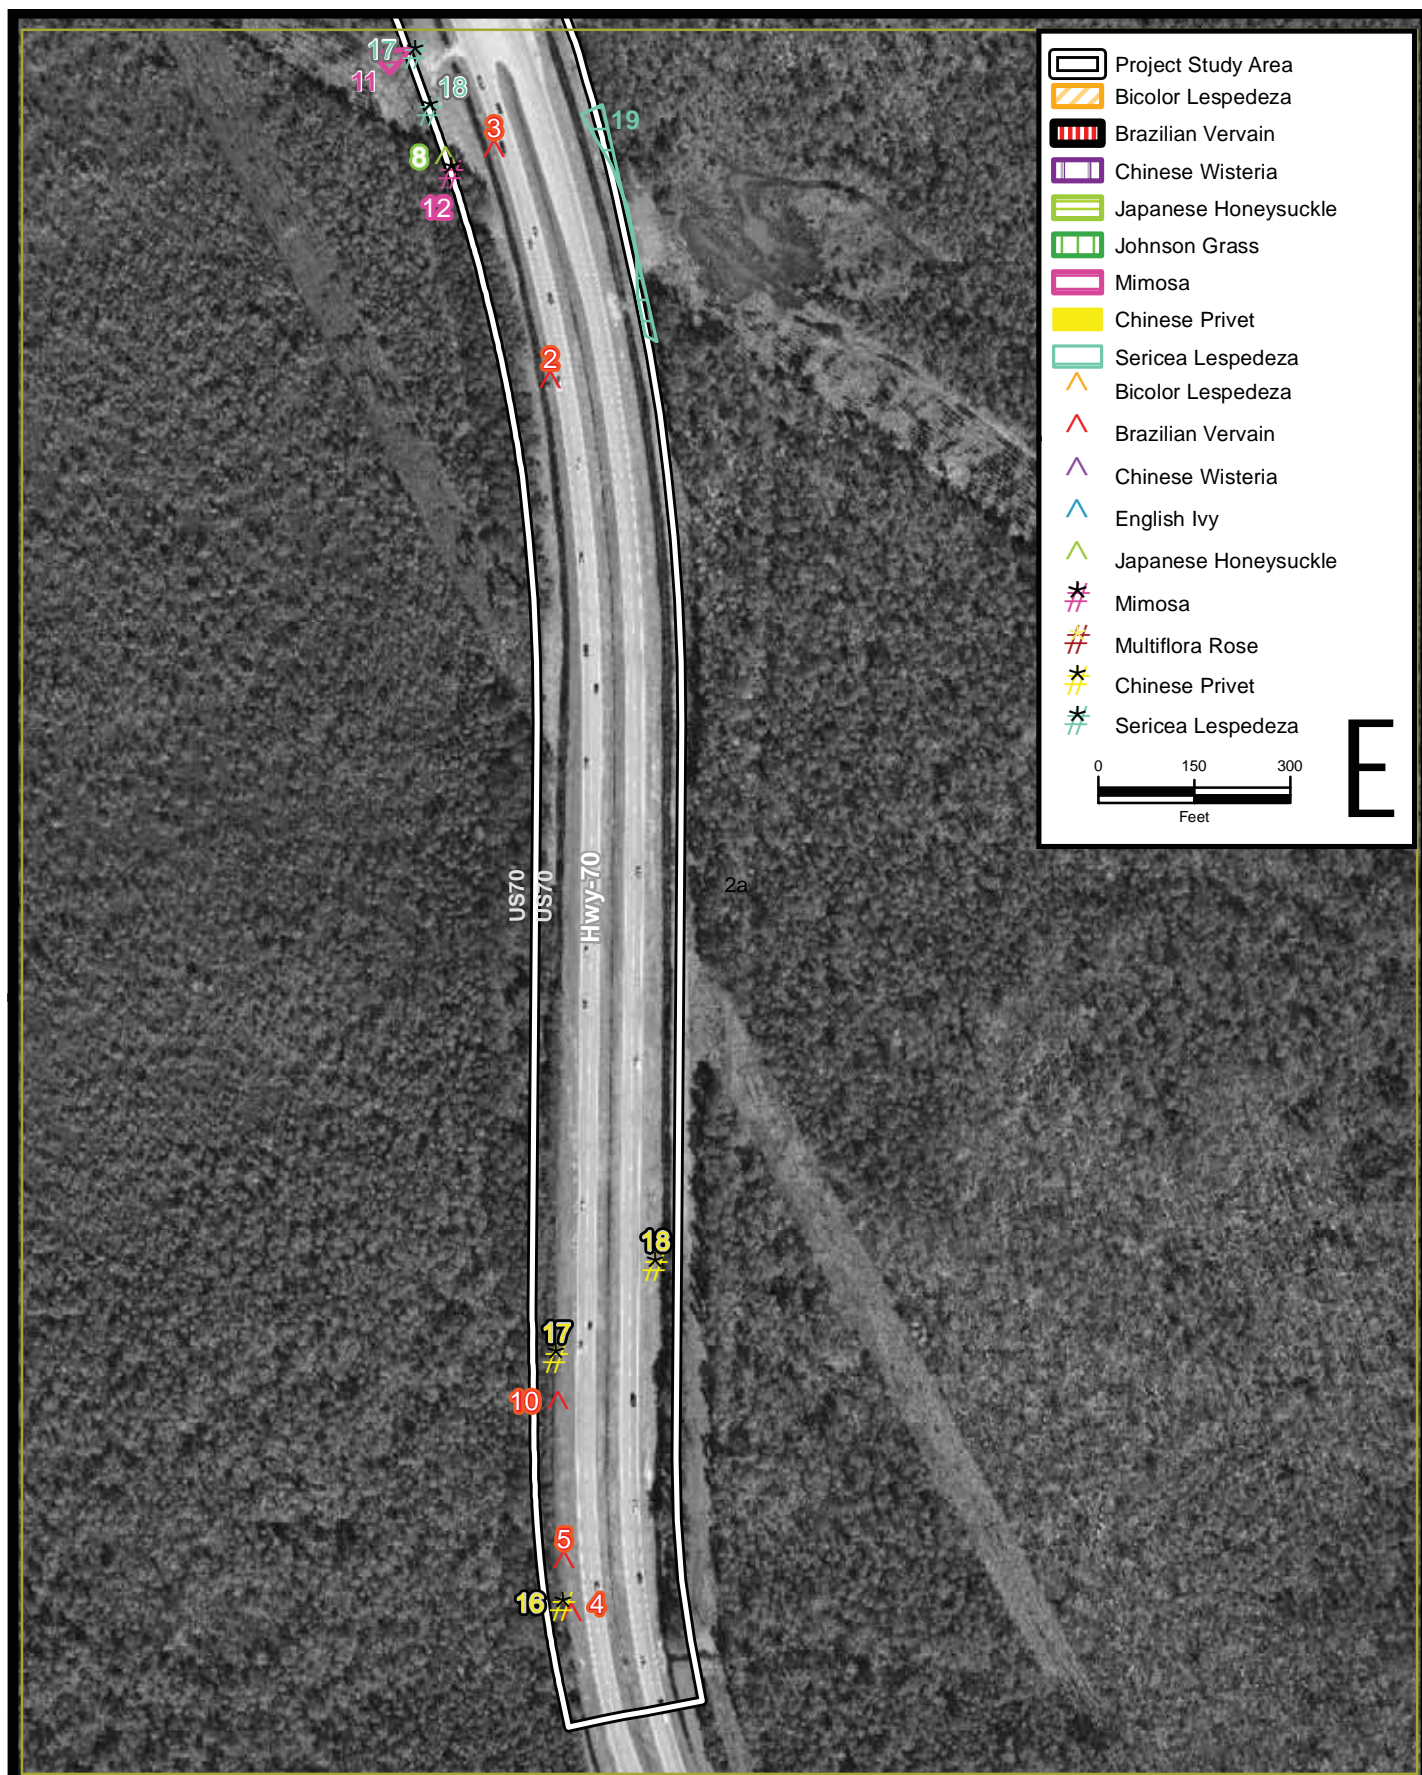 17
11
18
3
19
8
12
2
Project Study Area
Bicolor Lespedeza
Brazilian Vervain
Chinese Wisteria
Japanese Honeysuckle
Johnson Grass
Mimosa
Chinese Privet
Sericea Lespedeza
Bicolor Lespedeza
Brazilian Vervain
Chinese Wisteria
English Ivy
Japanese Honeysuckle
Mimosa
Multiflora Rose
Chinese Privet
Sericea Lespedeza
0 150 300
Feet
E
US70
US70
Hwy-70
2a
18
17
10
5
16
4